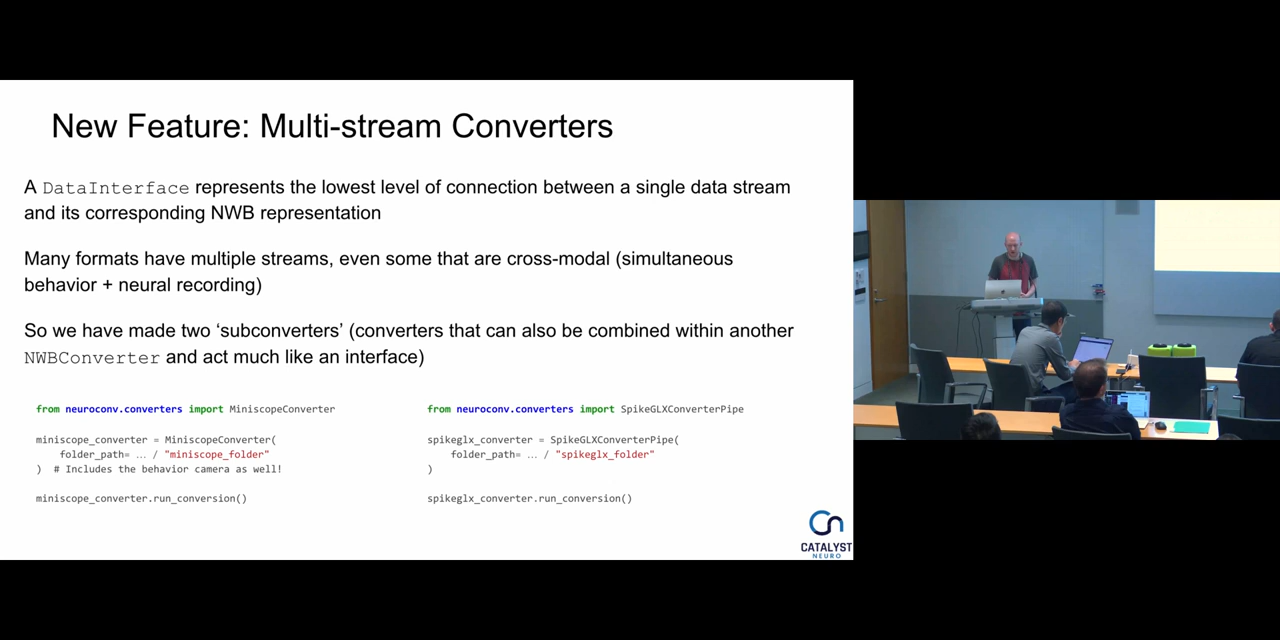 New Feature: Multi-stream Converters
A DataInterface represents the lowest level of connection between a single data stream
and its corresponding NWB representation
Many formats have multiple streams, even some that are cross-modal (simultaneous
behavior + neural recording)
So we have made two ‘subconverters’ (converters that can also be combined within another
NWBConverter and act much like an interface)
from neuroconv.converters import MiniscopeConverter
miniscope_converter = MiniscopeConverter(
folder_path= … / "miniscope_folder"
) # Includes the behavior camera as well!
miniscope_converter.run_conversion()
from neuroconv.converters import SpikeGLXConverterPipe
spikeglx_converter = SpikeGLXConverterPipe(
folder_path= … / "spikeglx_folder"
)
spikeglx_converter.run_conversion()
CATALYST
NEURO